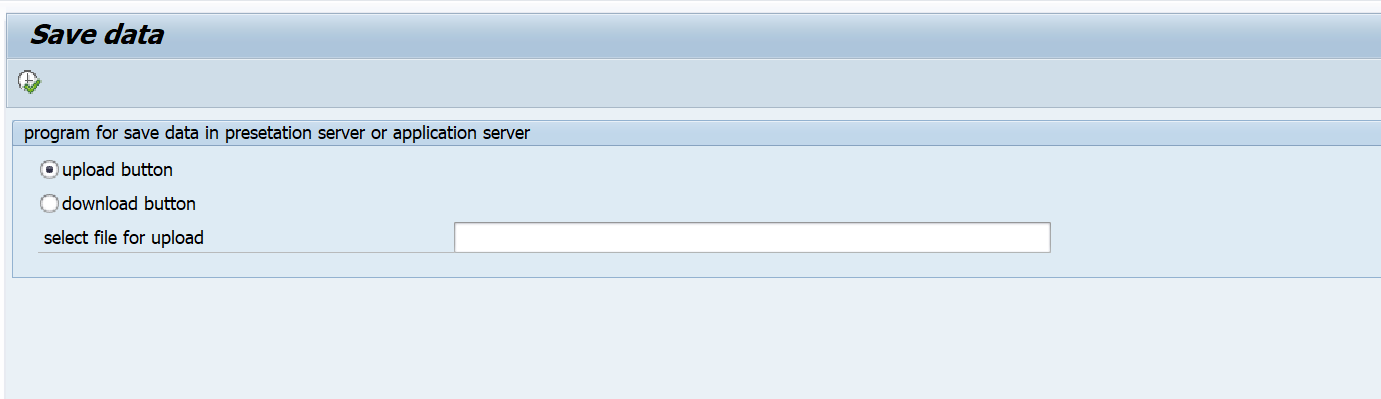 Save data
program for save data in presetation server or application server
upload button
download button
select file for upload